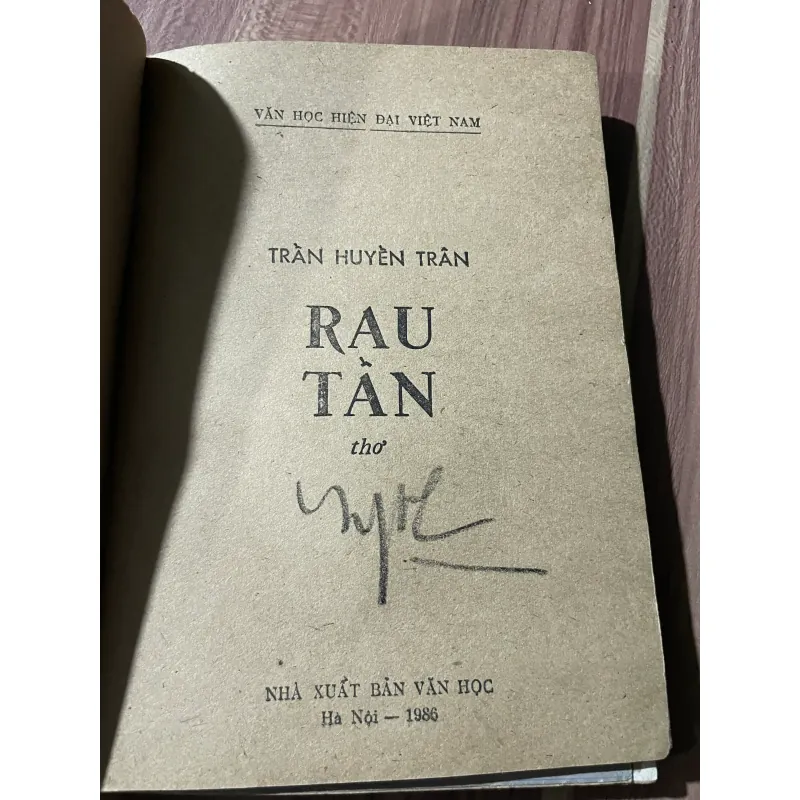 VĂN HỌC HIỆN ĐẠI VIỆT NAM
TRẦN HUYỀN TRÂN
RAU
TẦN
thơ
NHÀ XUẤT BẢN VĂN HỌC
Hà Nội — 1986